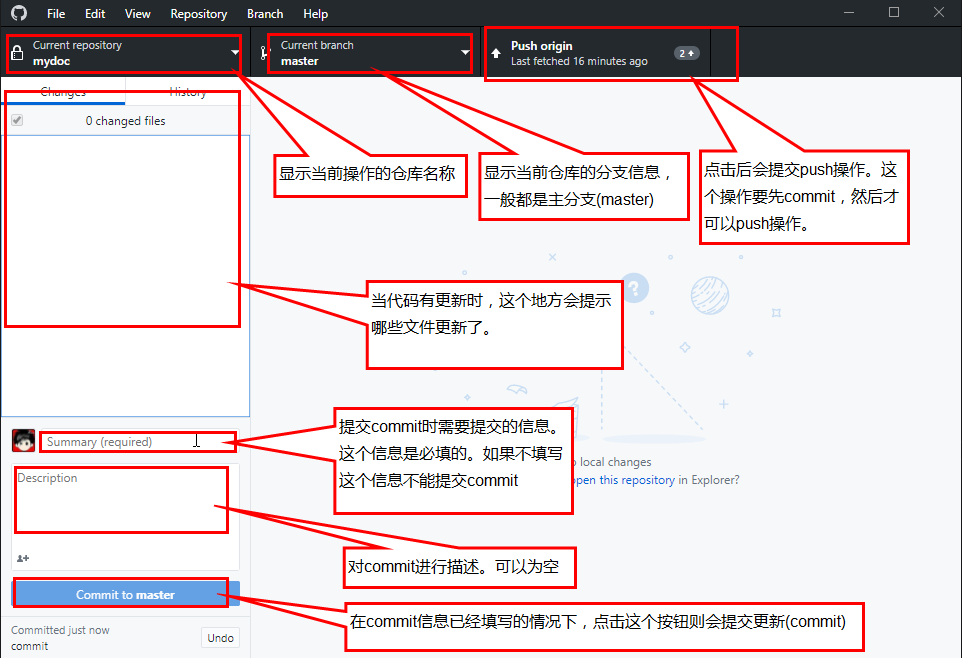 File Edit View Repository Branch Help
Current repository
mydoc
Current branch
master
Push origin
Last fetched 16 minutes ago
2
Changes History
0 changed files
显示当前操作的仓库名称
显示当前仓库的分支信息，
一般都是主分支(master)
点击后会提交push操作。这
个操作要先commit，然后才
可以push操作。
当代码有更新时，这个地方会提示
哪些文件更新了。
Summary (required)
提交commit时需要提交的信息。
这个信息是必填的。如果不填写
这个信息不能提交commit
local changes
open this repository in Explorer?
Description
对commit进行描述。可以为空
Commit to master
在commit信息已经填写的情况下，点击这个按钮则会提交更新(commit)
Committed just now
commit
Undo